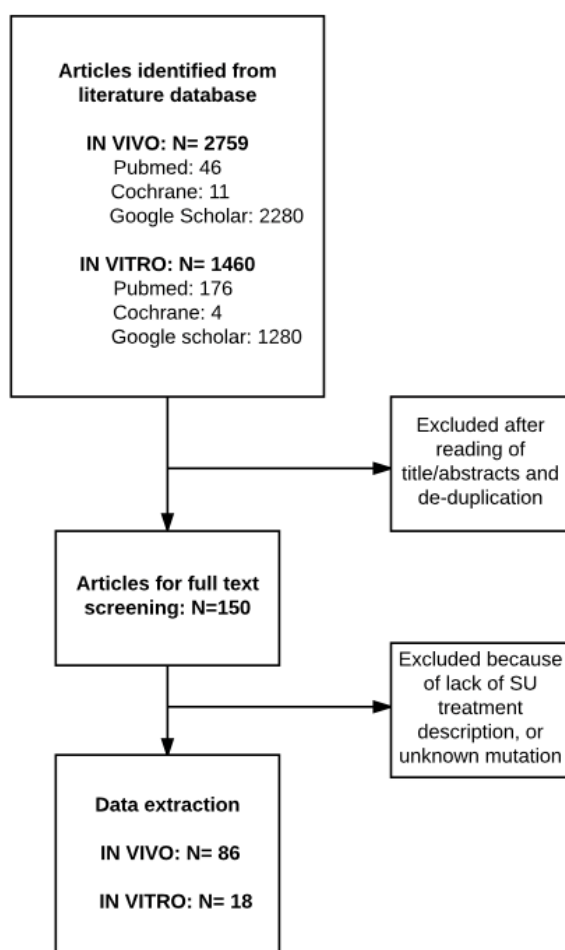 Articles identified from
literature database
IN VIVO: N= 2759
Pubmed: 46
Cochrane: 11
Google Scholar: 2280
IN VITRO: N= 1460
Pubmed: 176
Cochrane: 4
Google scholar: 1280
Excluded after
reading of
title/abstracts and
de-duplication
Articles for full text
screening: N=150
Excluded because
of lack of SU
treatment
description, or
unknown mutation
Data extraction
IN VIVO: N= 86
IN VITRO: N= 18